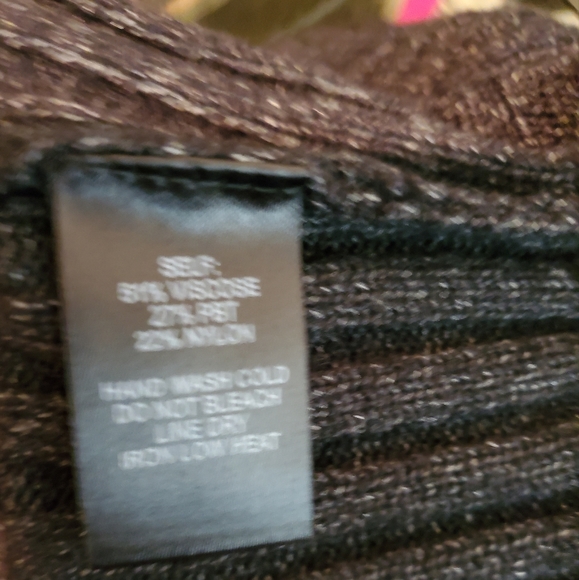 SELF:
51% VISCOSE
27% PBT
22% NYLON
HAND WASH COLD
DO NOT BLEACH
LINE DRY
IRON LOW HEAT